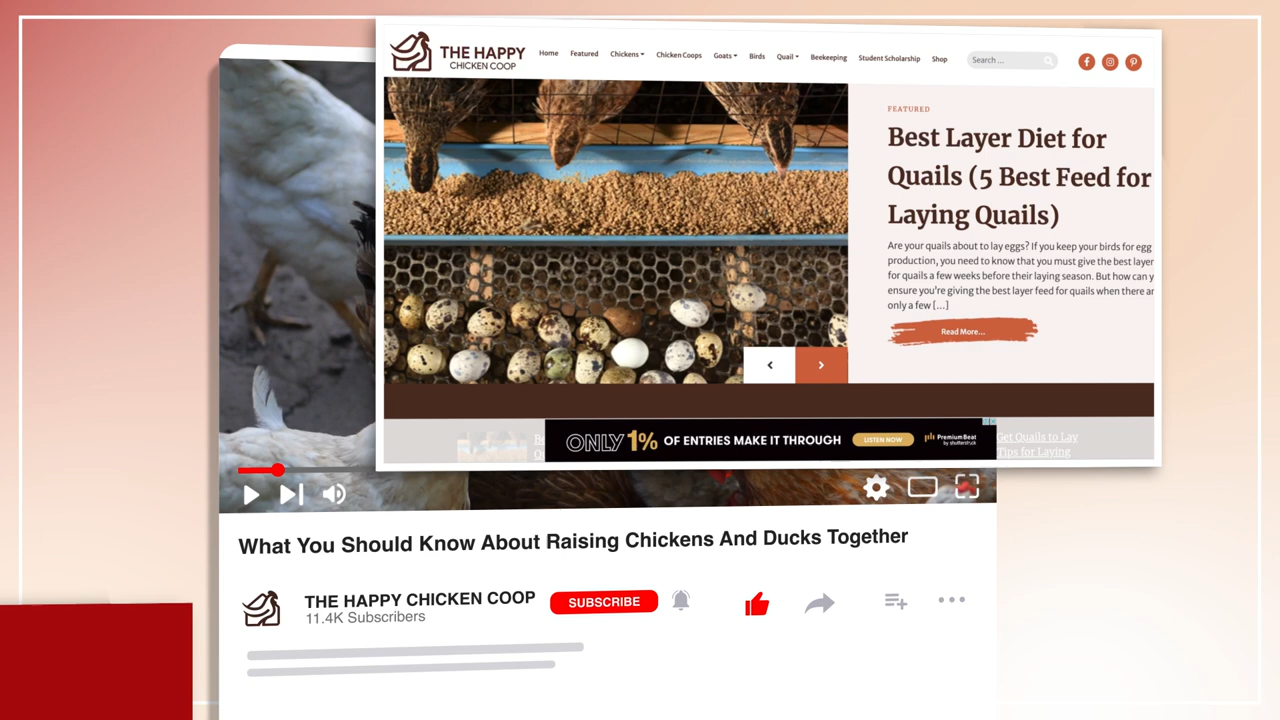 THE HAPPY
CHICKEN COOP
Home Featured Chickens Chicken Coops Goats Birds Quail Beekeeping Student Scholarship Shop
Search ...
FEATURED
Best Layer Diet for
Quails (5 Best Feed for
Laying Quails)
Are your quails about to lay eggs? If you keep your birds for egg
production, you need to know that you must give the best layer
for quails a few weeks before their laying season. But how can y
ensure you're giving the best layer feed for quails when there ar
only a few [...]
Read More...
ONLY 1% OF ENTRIES MAKE IT THROUGH
LISTEN NOW
PremiumBeat
by shutterstock
Get Quails to Lay
Tips for Laying
What You Should Know About Raising Chickens And Ducks Together
THE HAPPY CHICKEN COOP
11.4K Subscribers
SUBSCRIBE